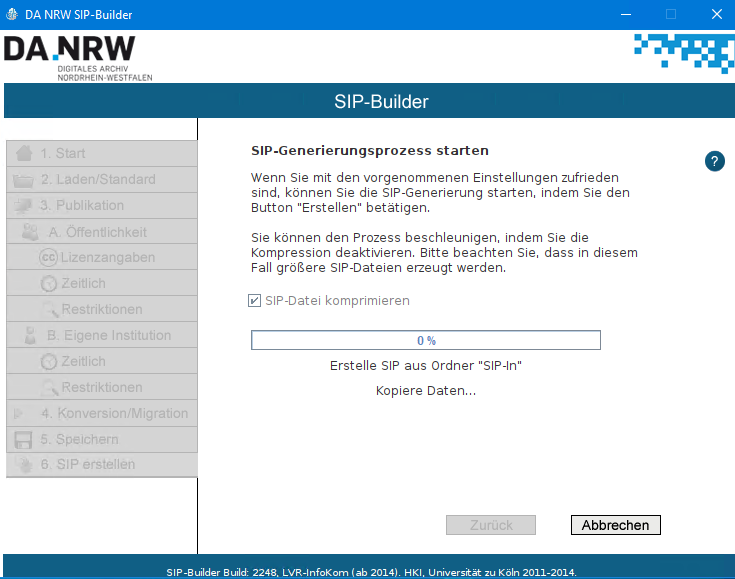 DA NRW SIP-Builder
DA.NRW
DIGITALES ARCHIV
NORDRHEIN-WESTFALEN
SIP-Builder
1. Start
2. Laden/Standard
3. Publikation
A. Öffentlichkeit
cc Lizenzangaben
Zeitlich
Restriktionen
B. Eigene Institution
Zeitlich
Restriktionen
4. Konversion/Migration
5. Speichern
6. SIP erstellen
SIP-Generierungsprozess starten
?
Wenn Sie mit den vorgenommenen Einstellungen zufrieden
sind, können Sie die SIP-Generierung starten, indem Sie den
Button "Erstellen" betätigen.
Sie können den Prozess beschleunigen, indem Sie die
Kompression deaktivieren. Bitte beachten Sie, dass in diesem
Fall größere SIP-Dateien erzeugt werden.
SIP-Datei komprimieren
0 %
Erstelle SIP aus Ordner "SIP-In"
Kopiere Daten...
Zurück
Abbrechen
SIP-Builder Build: 2248, LVR-InfoKom (ab 2014). HKI, Universität zu Köln 2011-2014.